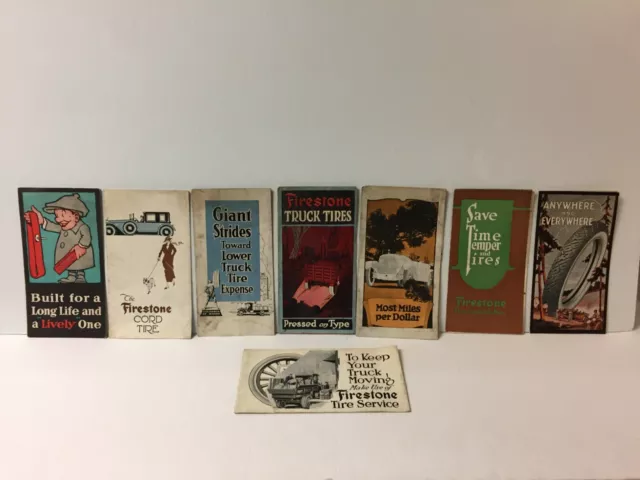 Built for a
Long Life and
a "Lively" One
The
Firestone
CORD
TIRE
Giant
Strides
Toward
Lower
Truck
Tire
Expense
Firestone
TRUCK TIRES
Pressed on Type
Most Miles
per Dollar
Save
Time
Temper and
Tires
Firestone
ANYWHERE
and
EVERYWHERE
To Keep
Your
Truck
Moving
Make Use of
Firestone
Tire Service